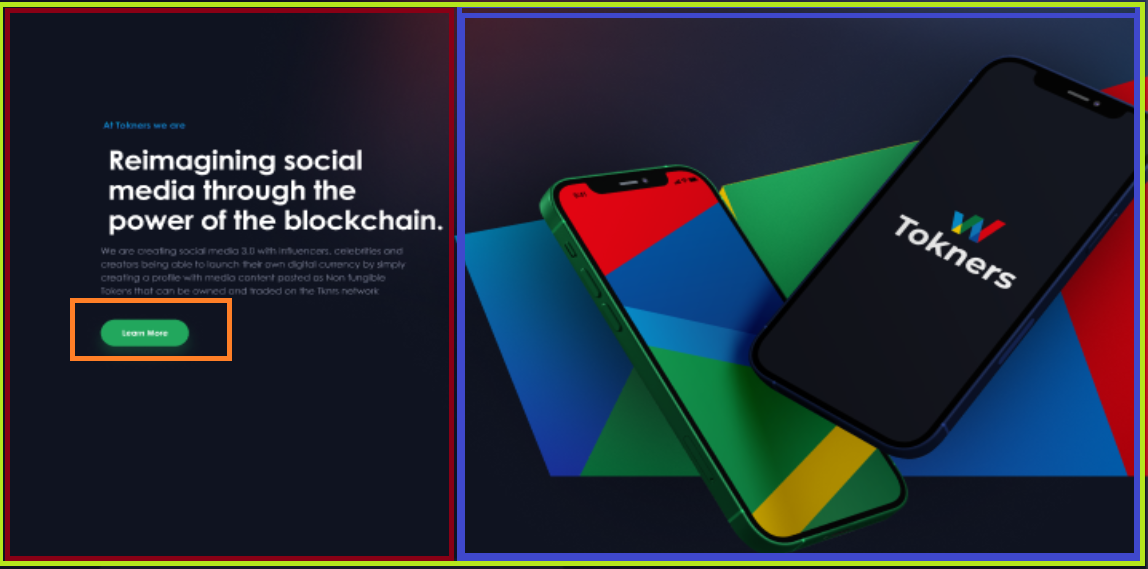 At Tokners we are
Reimagining social
media through the
power of the blockchain.
We are creating social media 3.0 with influencers, celebrities and
creators being able to launch their own digital currency by simply
creating a profile with media content posted as Non fungible
Tokens that can be owned and traded on the Tknrs network
Learn More
9:41
Tokners